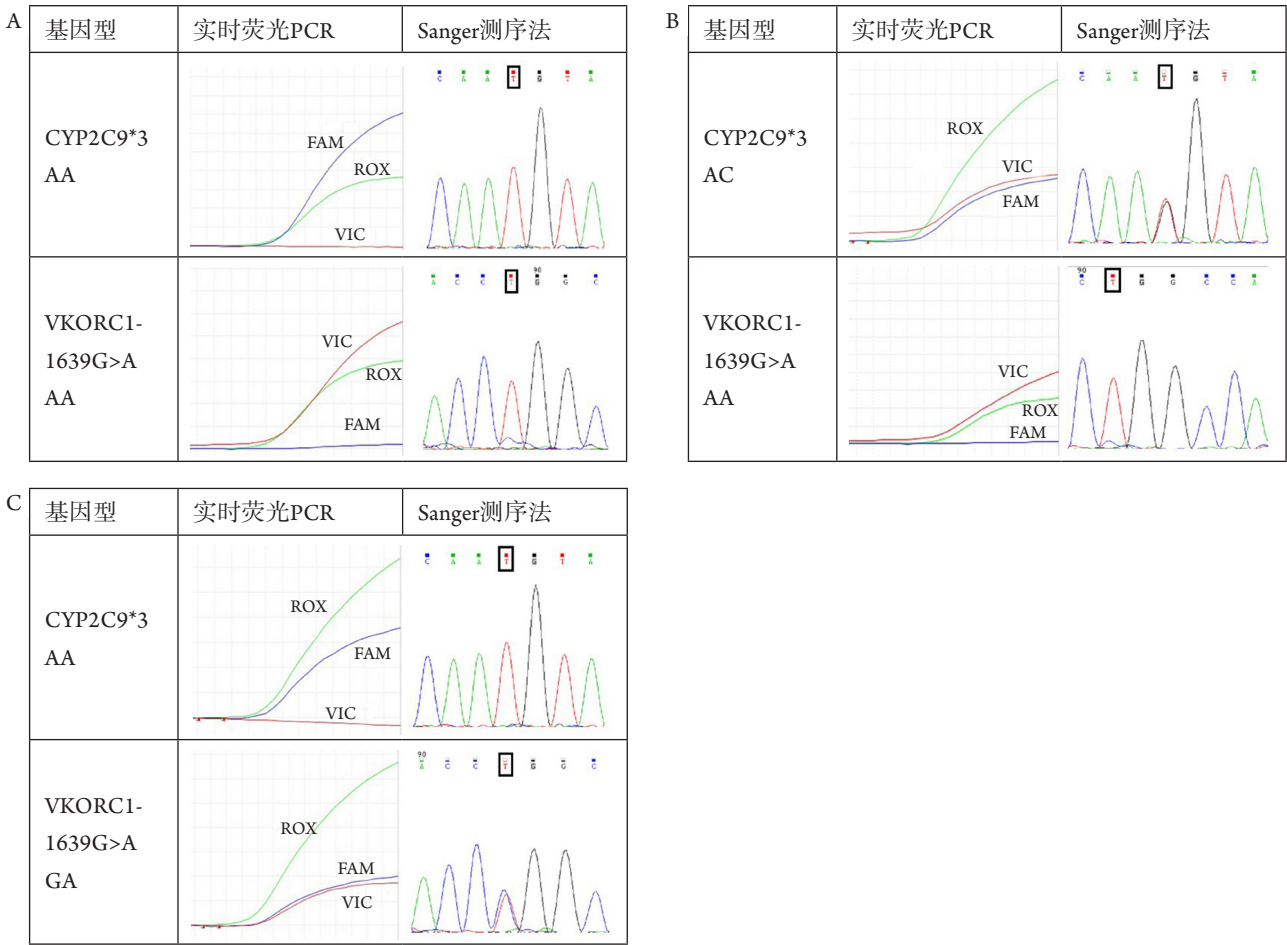 A
基因型 实时荧光PCR Sanger测序法
CYP2C9*3
AA
FAM
ROX
VIC
C A A T G T A
VKORC1-
1639G>A
AA
VIC
ROX
FAM
90
A C C T G G C
B
基因型 实时荧光PCR Sanger测序法
CYP2C9*3
AC
ROX
VIC
FAM
C A A T G T A
VKORC1-
1639G>A
AA
VIC
ROX
FAM
90
C T G G C C A
C
基因型 实时荧光PCR Sanger测序法
CYP2C9*3
AA
ROX
FAM
VIC
C A A T G T A
VKORC1-
1639G>A
GA
ROX
FAM
VIC
90
A C C T G G C